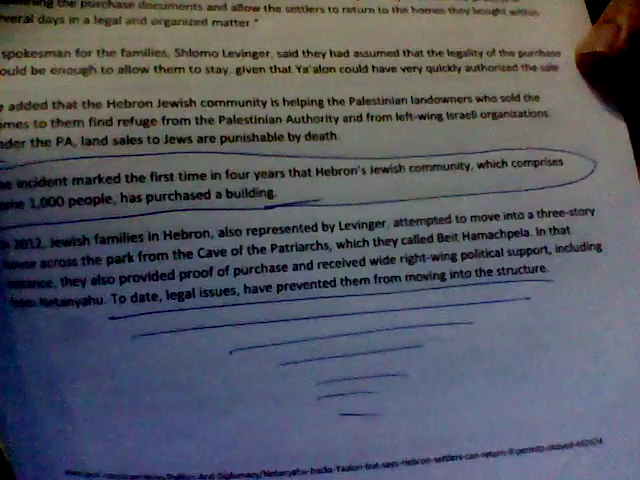 the purchase documents and allow the settlers to return to the homes they bought within
everal days in a legal and organized matter."
spokesman for the families, Shlomo Levinger, said they had assumed that the legality of the purchase
ould be enough to allow them to stay, given that Ya'alon could have very quickly authorized the sale
added that the Hebron Jewish community is helping the Palestinian landowners who sold the
omes to them find refuge from the Palestinian Authority and from left-wing Israeli organizations.
nder the PA, land sales to Jews are punishable by death.
he incident marked the first time in four years that Hebron's Jewish community, which comprises
ome 1,000 people, has purchased a building.
n 2012, Jewish families in Hebron, also represented by Levinger, attempted to move into a three-story
house across the park from the Cave of the Patriarchs, which they called Beit Hamachpela. In that
instance, they also provided proof of purchase and received wide right-wing political support, including
from Netanyahu. To date, legal issues, have prevented them from moving into the structure.